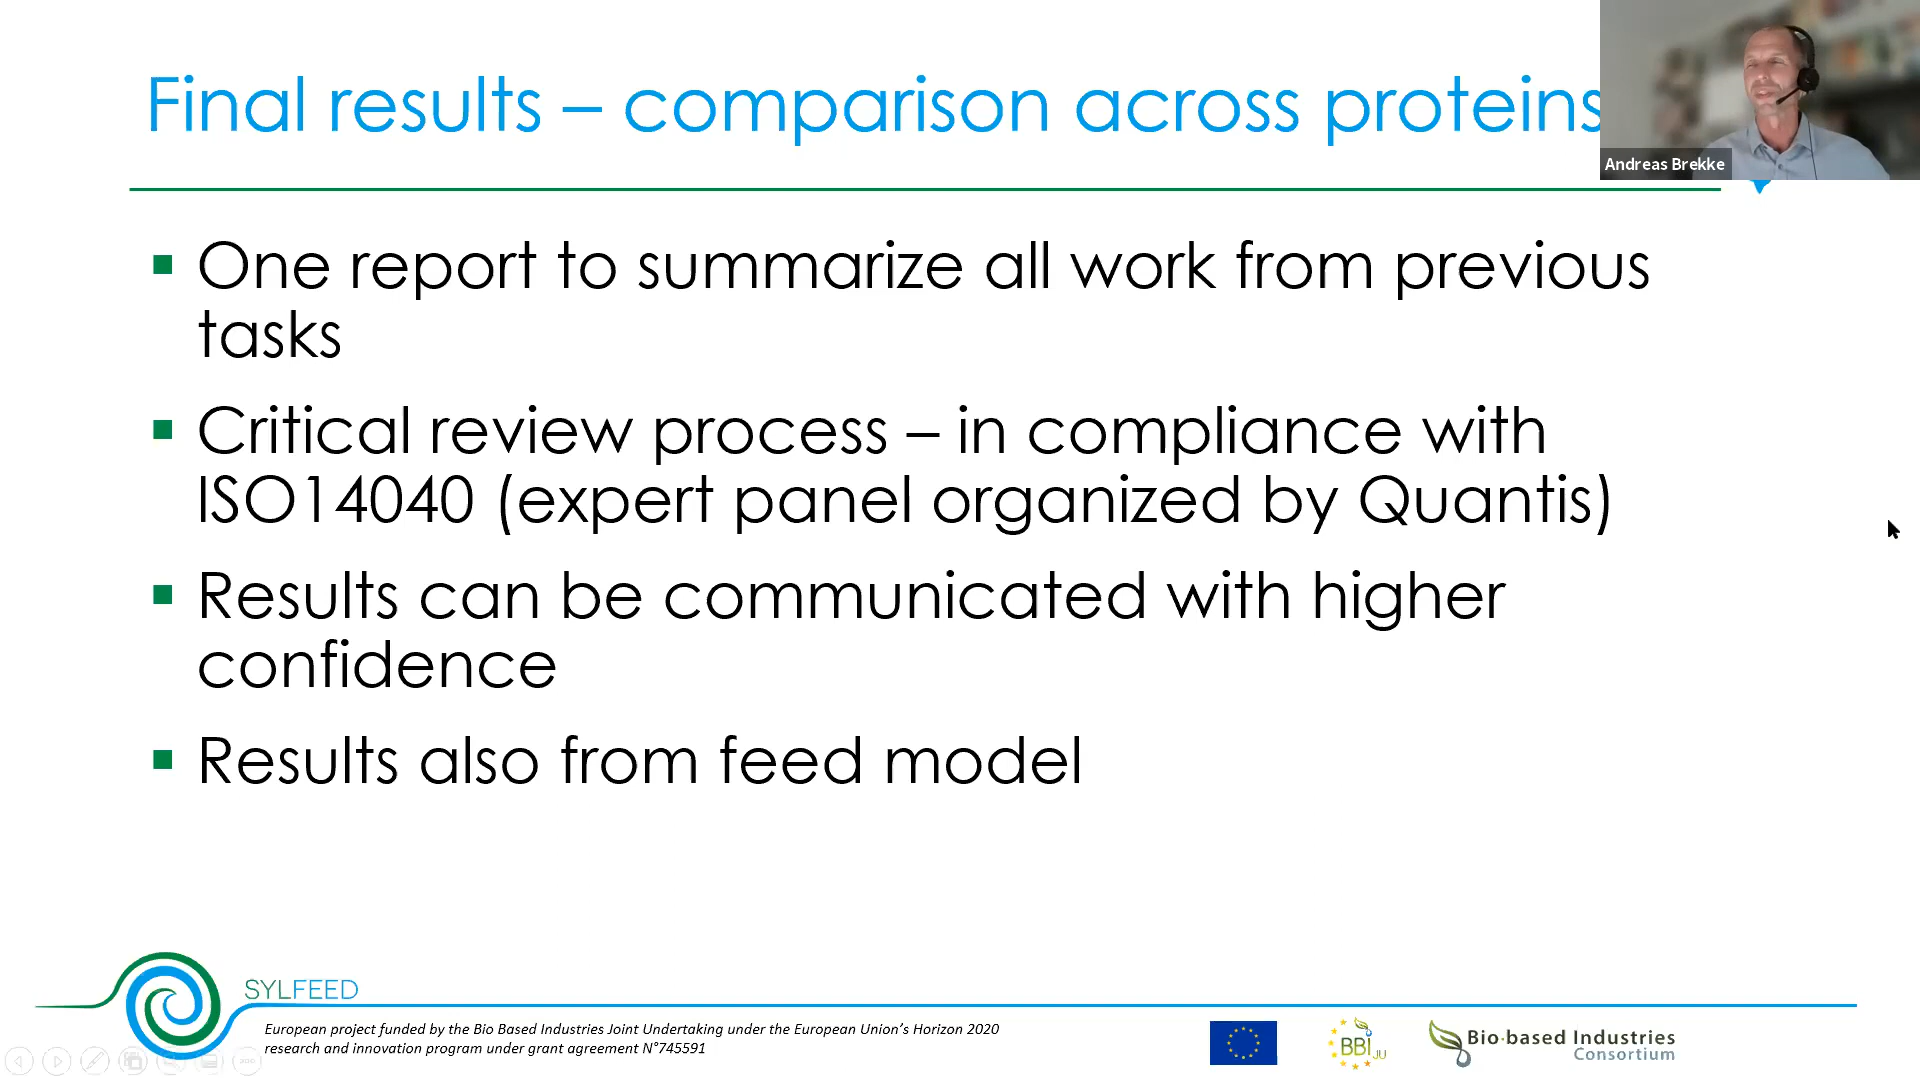 Final results – comparison across proteins
Andreas Brekke
▪ One report to summarize all work from previous
tasks
▪ Critical review process – in compliance with
ISO14040 (expert panel organized by Quantis)
▪ Results can be communicated with higher
confidence
▪ Results also from feed model
SYLFEED
European project funded by the Bio Based Industries Joint Undertaking under the European Union's Horizon 2020
research and innovation program under grant agreement N°745591
BBI JU
Bio-based Industries
Consortium